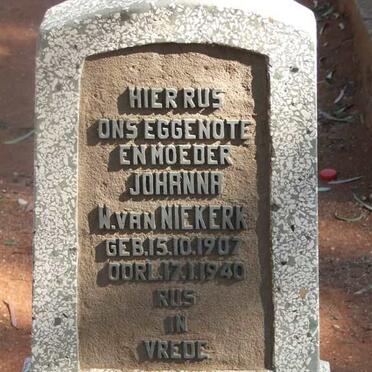 HIER RUS
ONS EGGENOTE
EN MOEDER
JOHANNA
W. VAN NIEKERK
GEB. 15.10.1907
OORL. 17.1.1940
RUS
IN
VREDE